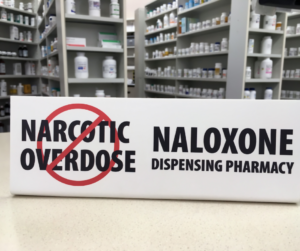 NARCOTIC
OVERDOSE
NALOXONE
DISPENSING PHARMACY